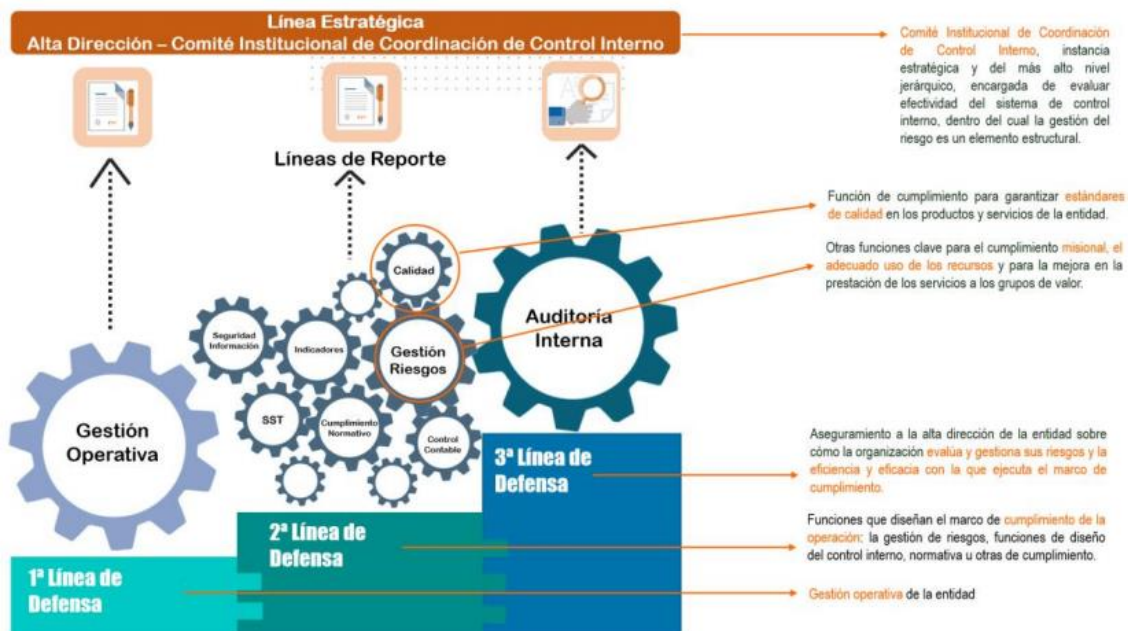 Línea Estratégica
Alta Dirección – Comité Institucional de Coordinación de Control Interno
Líneas de Reporte
Gestión
Operativa
Seguridad
Información
Indicadores
Calidad
Gestión
Riesgos
SST
Cumplimiento
Normativo
Control
Contable
Auditoría
Interna
1ª Línea de
Defensa
2ª Línea de
Defensa
3ª Línea de
Defensa
Comité Institucional de Coordinación
de Control Interno, instancia
estratégica y del más alto nivel
jerárquico, encargada de evaluar
efectividad del sistema de control
interno, dentro del cual la gestión del
riesgo es un elemento estructural.
Función de cumplimiento para garantizar estándares
de calidad en los productos y servicios de la entidad.
Otras funciones clave para el cumplimiento misional, el
adecuado uso de los recursos y para la mejora en la
prestación de los servicios a los grupos de valor.
Aseguramiento a la alta dirección de la entidad sobre
cómo la organización evalúa y gestiona sus riesgos y la
eficiencia y eficacia con la que ejecuta el marco de
cumplimiento.
Funciones que diseñan el marco de cumplimiento de la
operación: la gestión de riesgos, funciones de diseño
del control interno, normativa u otras de cumplimiento.
Gestión operativa de la entidad